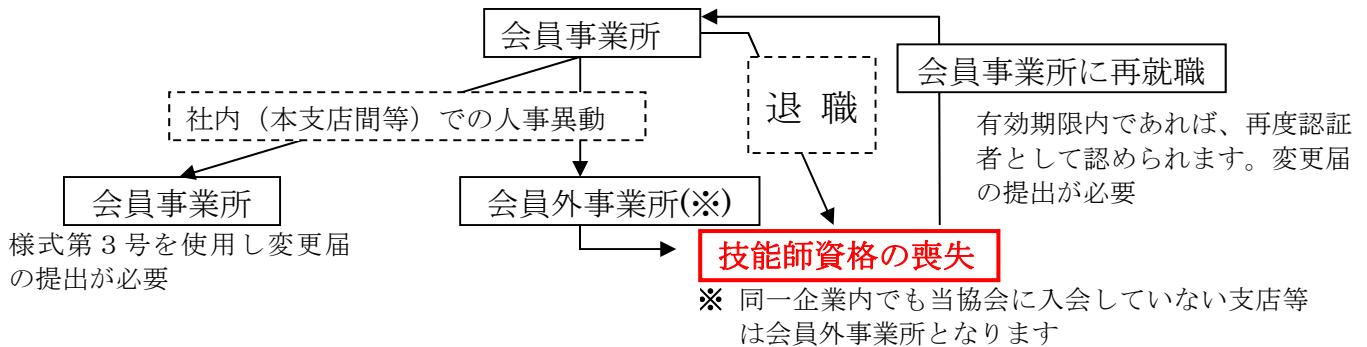 会員事業所
会員事業所に再就職
退 職
社内（本支店間等）での人事異動
有効期限内であれば、再度認証
者として認められます。変更届
の提出が必要
会員事業所
会員外事業所(※)
様式第３号を使用し変更届
の提出が必要
技能師資格の喪失
※ 同一企業内でも当協会に入会していない支店等
は会員外事業所となります